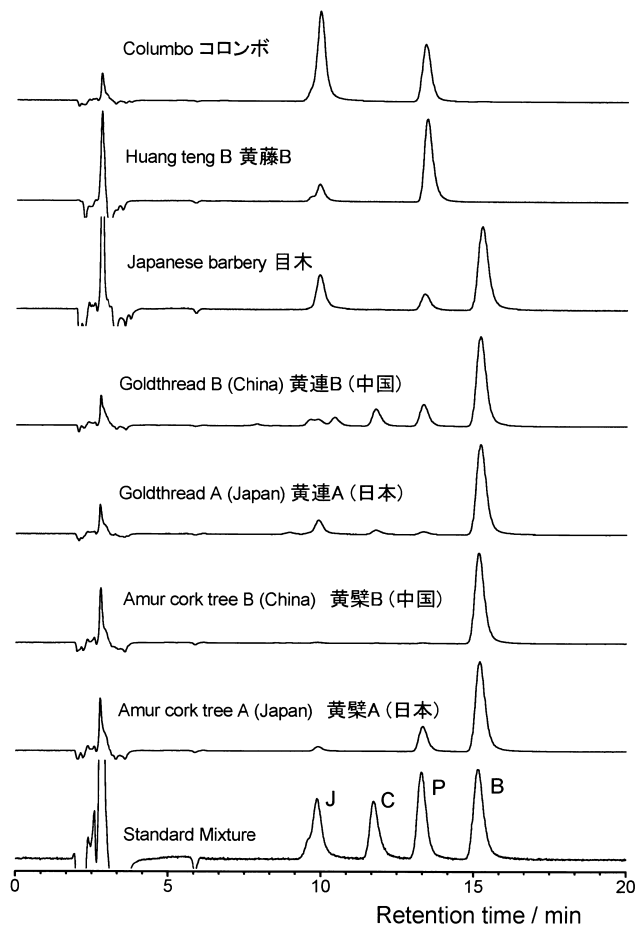 Columbo コロンボ
Huang teng B 黄藤B
Japanese barbery 目木
Goldthread B (China) 黄連B (中国)
Goldthread A (Japan) 黄連A (日本)
Amur cork tree B (China) 黄檗B (中国)
Amur cork tree A (Japan) 黄檗A (日本)
J C P B
Standard Mixture
0 5 10 15 20
Retention time / min